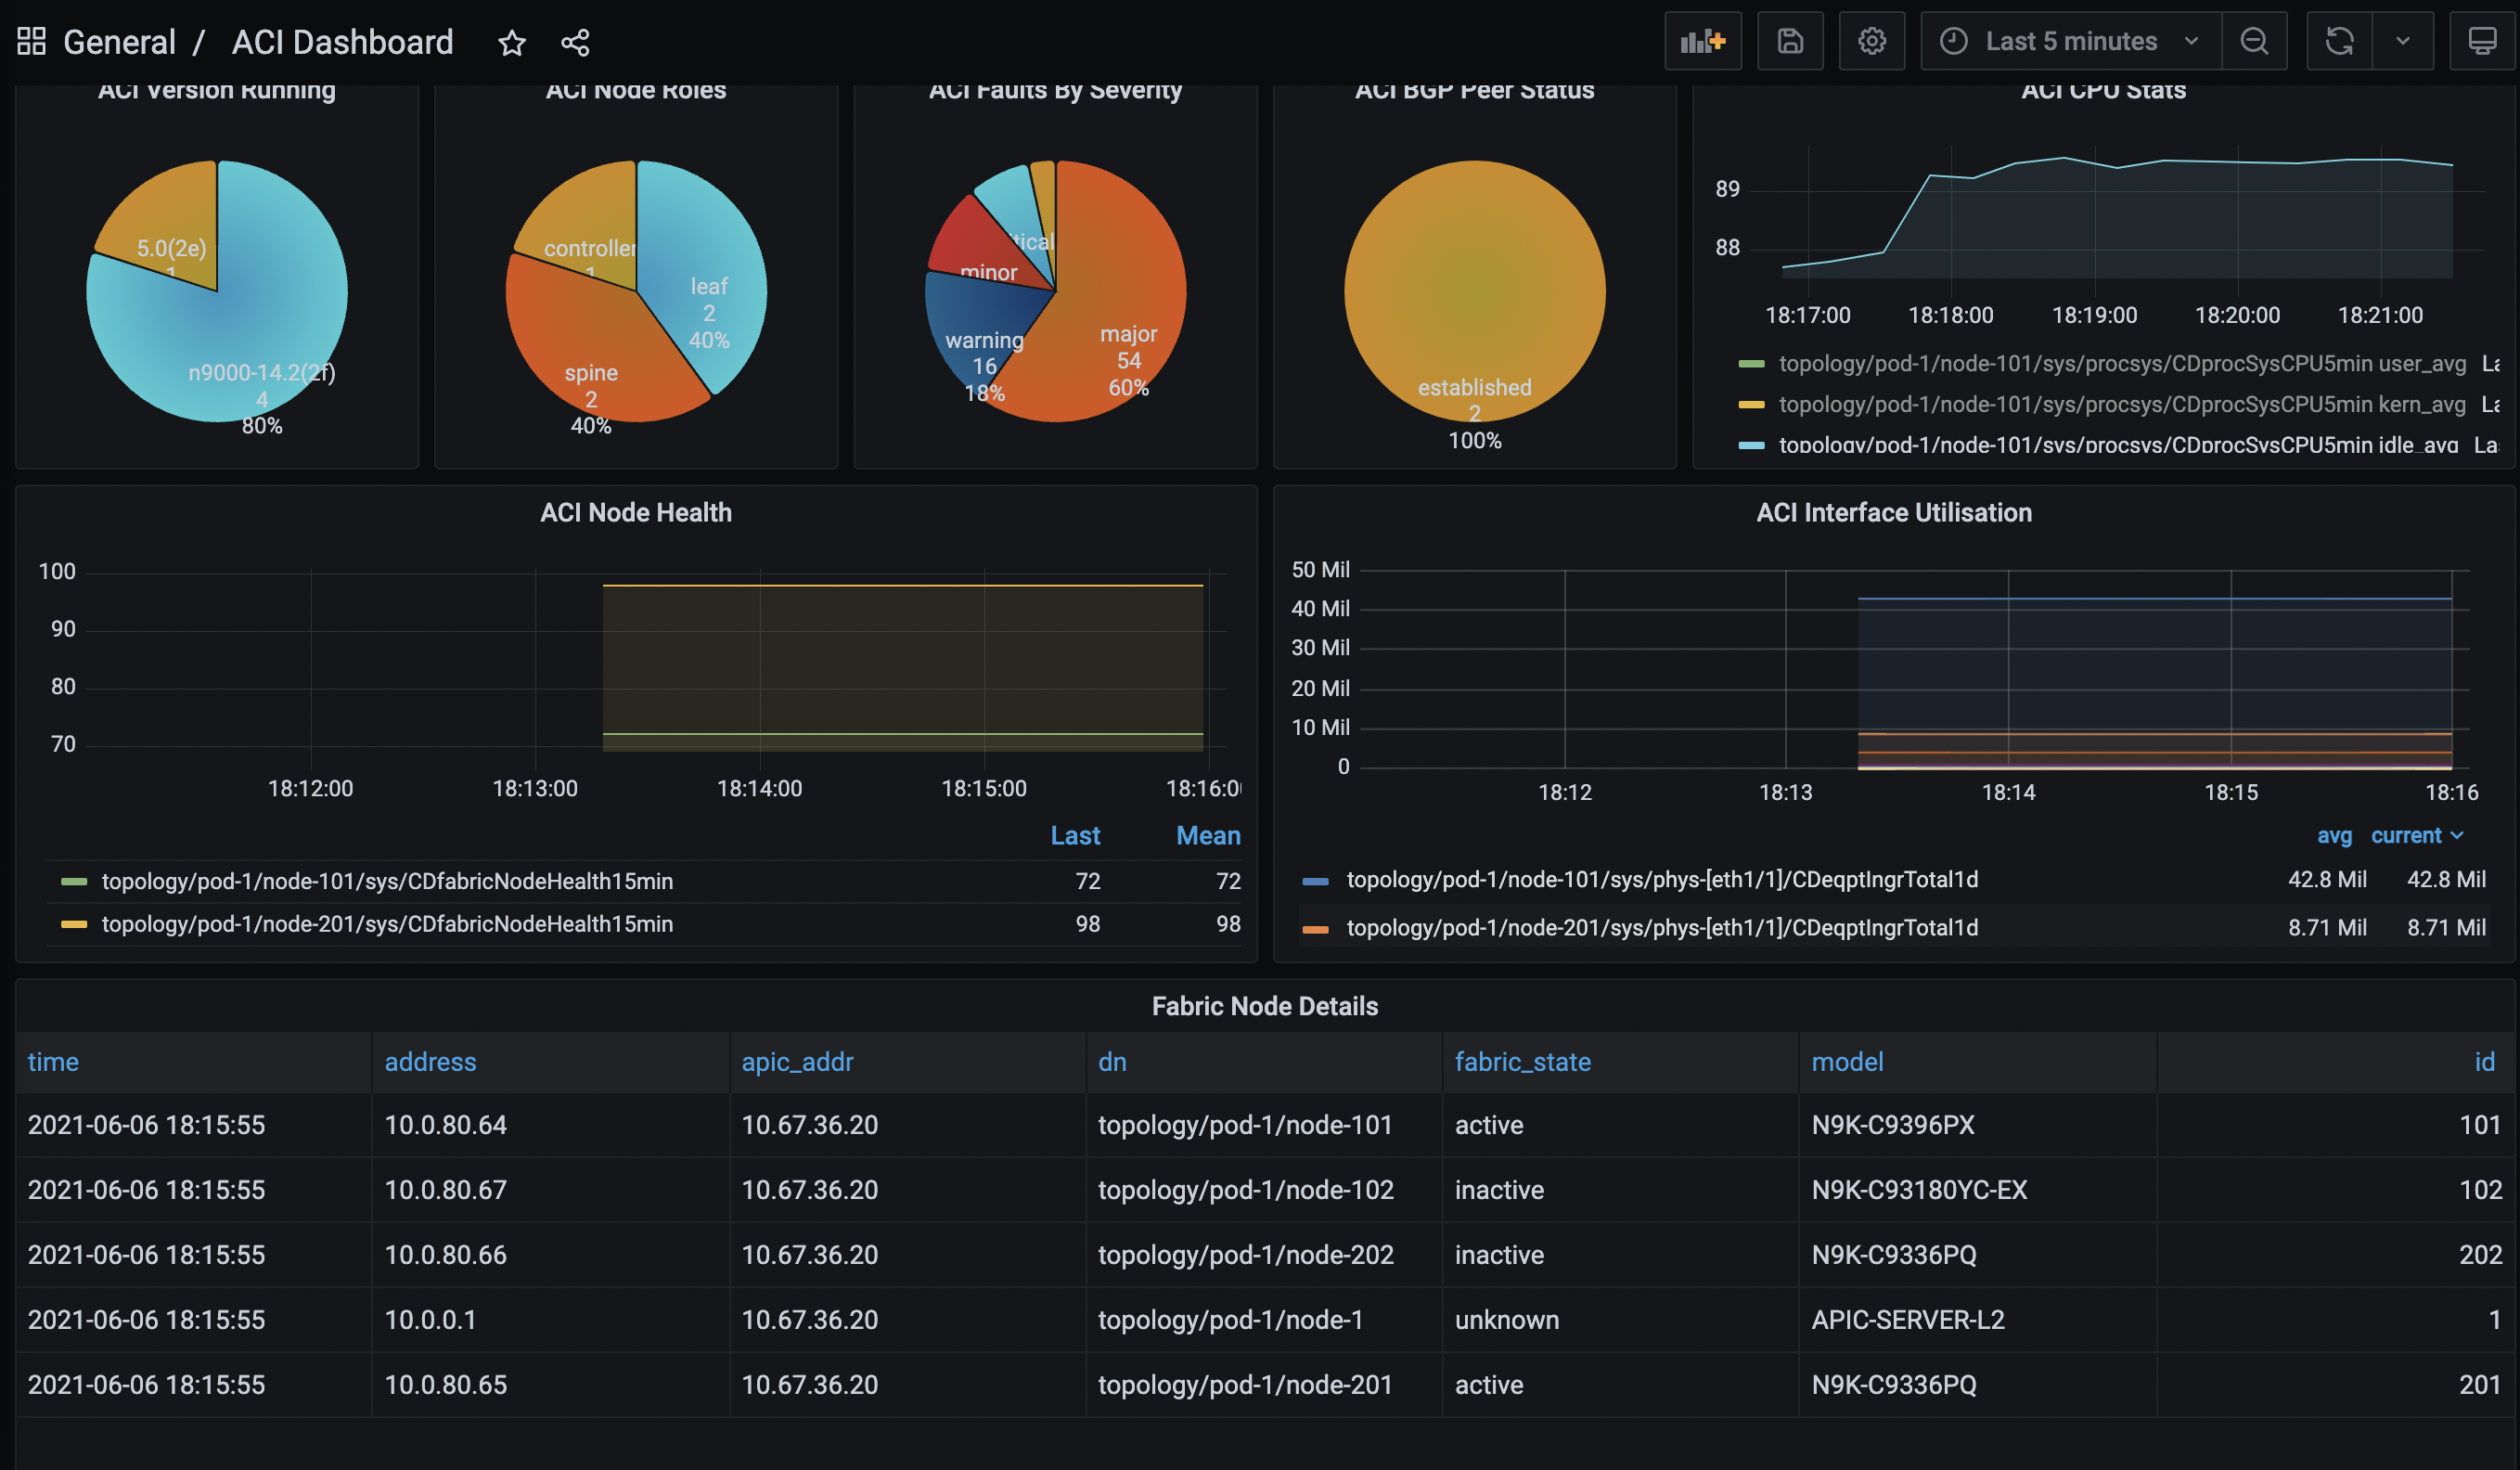 General / ACI Dashboard
Last 5 minutes
ACI Version Running
5.0(2e)
1
n9000-14.2(2f)
4
80%
ACI Node Roles
controller
1
leaf
2
40%
spine
2
40%
ACI Faults By Severity
tical
minor
warning
16
18%
major
54
60%
ACI BGP Peer Status
established
2
100%
ACI CPU Stats
89
88
18:17:00 18:18:00 18:19:00 18:20:00 18:21:00
topology/pod-1/node-101/sys/procsys/CDprocSysCPU5min user_avg La
topology/pod-1/node-101/sys/procsys/CDprocSysCPU5min kern_avg La
topology/pod-1/node-101/sys/procsys/CDprocSysCPU5min idle_avg La
ACI Node Health
100
90
80
70
18:12:00 18:13:00 18:14:00 18:15:00 18:16:0
Last Mean
topology/pod-1/node-101/sys/CDfabricNodeHealth15min 72 72
topology/pod-1/node-201/sys/CDfabricNodeHealth15min 98 98
ACI Interface Utilisation
50 Mil
40 Mil
30 Mil
20 Mil
10 Mil
0
18:12 18:13 18:14 18:15 18:16
avg current
topology/pod-1/node-101/sys/phys-[eth1/1]/CDeqptIngrTotal1d 42.8 Mil 42.8 Mil
topology/pod-1/node-201/sys/phys-[eth1/1]/CDeqptIngrTotal1d 8.71 Mil 8.71 Mil
Fabric Node Details
time address apic_addr dn fabric_state model id
2021-06-06 18:15:55 10.0.80.64 10.67.36.20 topology/pod-1/node-101 active N9K-C9396PX 101
2021-06-06 18:15:55 10.0.80.67 10.67.36.20 topology/pod-1/node-102 inactive N9K-C93180YC-EX 102
2021-06-06 18:15:55 10.0.80.66 10.67.36.20 topology/pod-1/node-202 inactive N9K-C9336PQ 202
2021-06-06 18:15:55 10.0.0.1 10.67.36.20 topology/pod-1/node-1 unknown APIC-SERVER-L2 1
2021-06-06 18:15:55 10.0.80.65 10.67.36.20 topology/pod-1/node-201 active N9K-C9336PQ 201